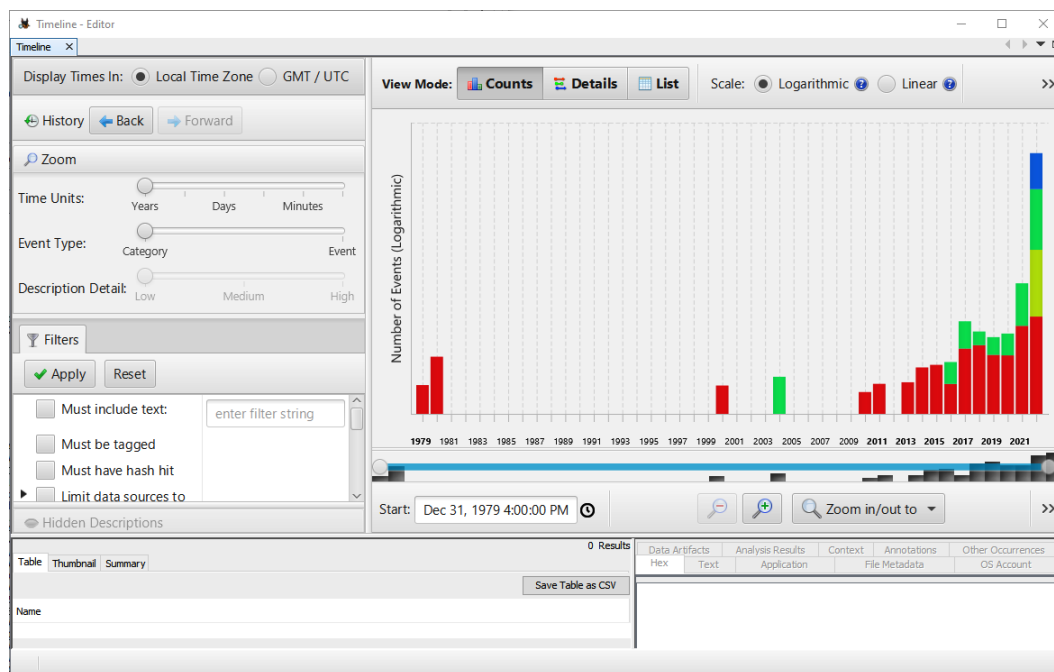 Timeline - Editor
Timeline X
Display Times In: Local Time Zone GMT / UTC
History Back Forward
Zoom
Time Units: Years Days Minutes
Event Type: Category Event
Description Detail: Low Medium High
Filters
Apply Reset
Must include text: enter filter string
Must be tagged
Must have hash hit
Limit data sources to
Hidden Descriptions
View Mode: Counts Details List Scale: Logarithmic ? Linear ? >>
Number of Events (Logarithmic)
1979 1981 1983 1985 1987 1989 1991 1993 1995 1997 1999 2001 2003 2005 2007 2009 2011 2013 2015 2017 2019 2021
Start: Dec 31, 1979 4:00:00 PM Zoom in/out to >>
0 Results
Table Thumbnail Summary
Save Table as CSV
Name
Data Artifacts Analysis Results Context Annotations Other Occurrences
Hex Text Application File Metadata OS Account